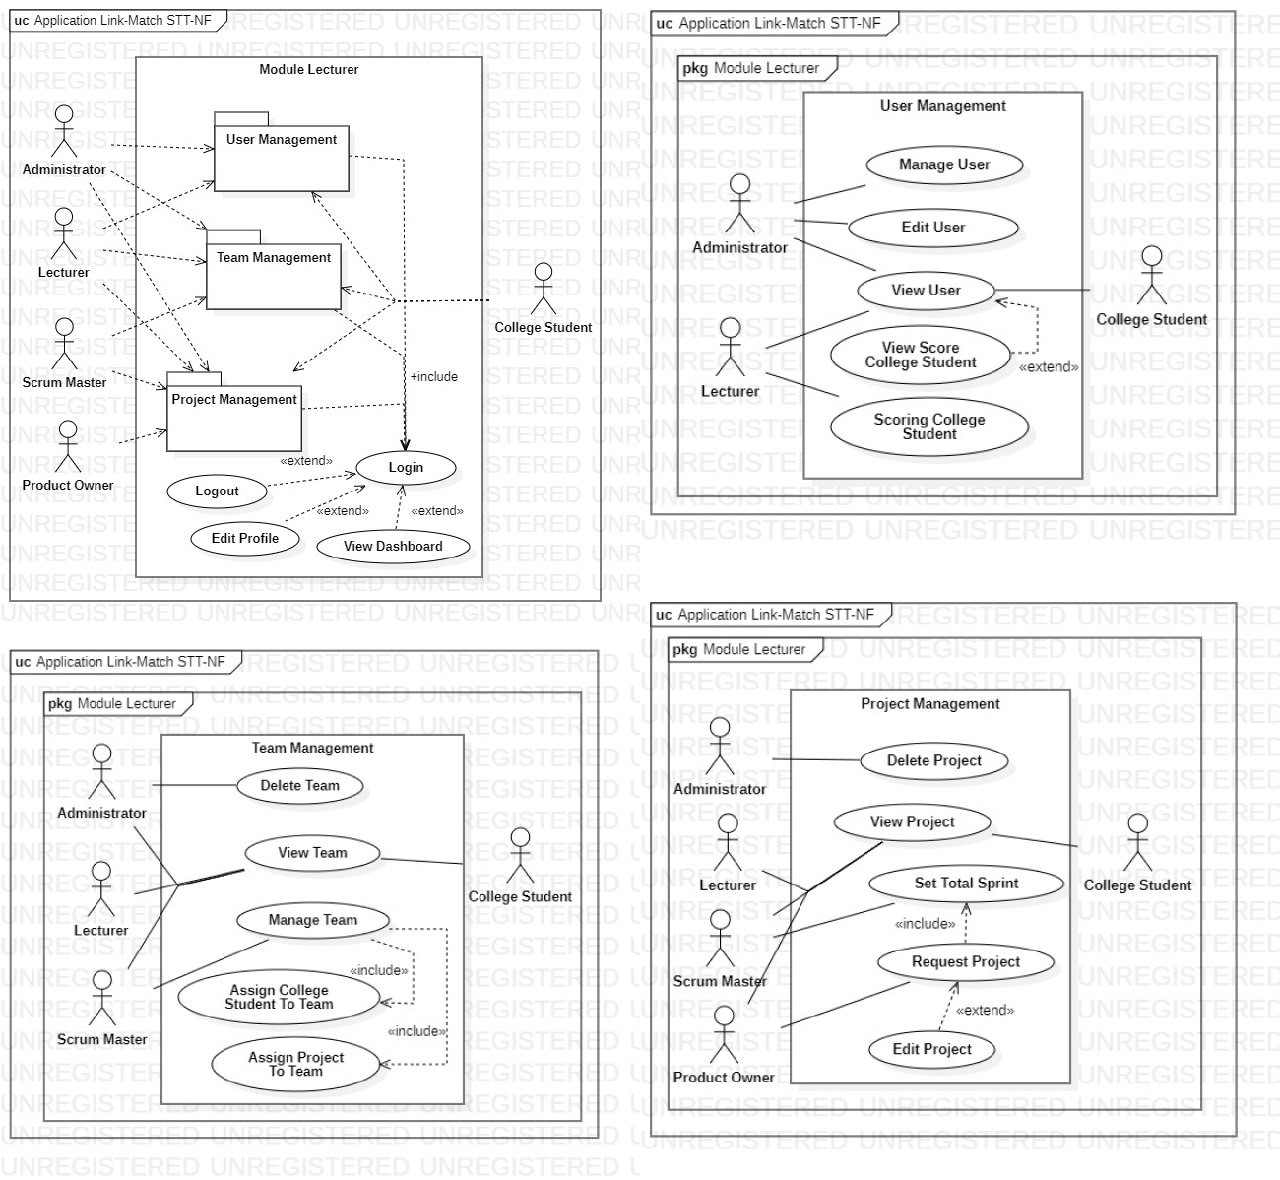 uc Application Link-Match STT-NF
Module Lecturer
User Management
Administrator
Team Management
Lecturer
College Student
Scrum Master
+include
Project Management
Product Owner
«extend»
Login
Logout
«extend»
«extend»
Edit Profile
View Dashboard
uc Application Link-Match STT-NF
pkg Module Lecturer
User Management
Manage User
Administrator
Edit User
View User
College Student
View Score
College Student
«extend»
Lecturer
Scoring College
Student
uc Application Link-Match STT-NF
pkg Module Lecturer
Team Management
Delete Team
Administrator
View Team
College Student
Lecturer
Manage Team
«include»
Assign College
Student To Team
«include»
Scrum Master
Assign Project
To Team
uc Application Link-Match STT-NF
pkg Module Lecturer
Project Management
Delete Project
Administrator
View Project
Lecturer
College Student
Set Total Sprint
«include»
Scrum Master
Request Project
«extend»
Edit Project
Product Owner
UNREGISTERED